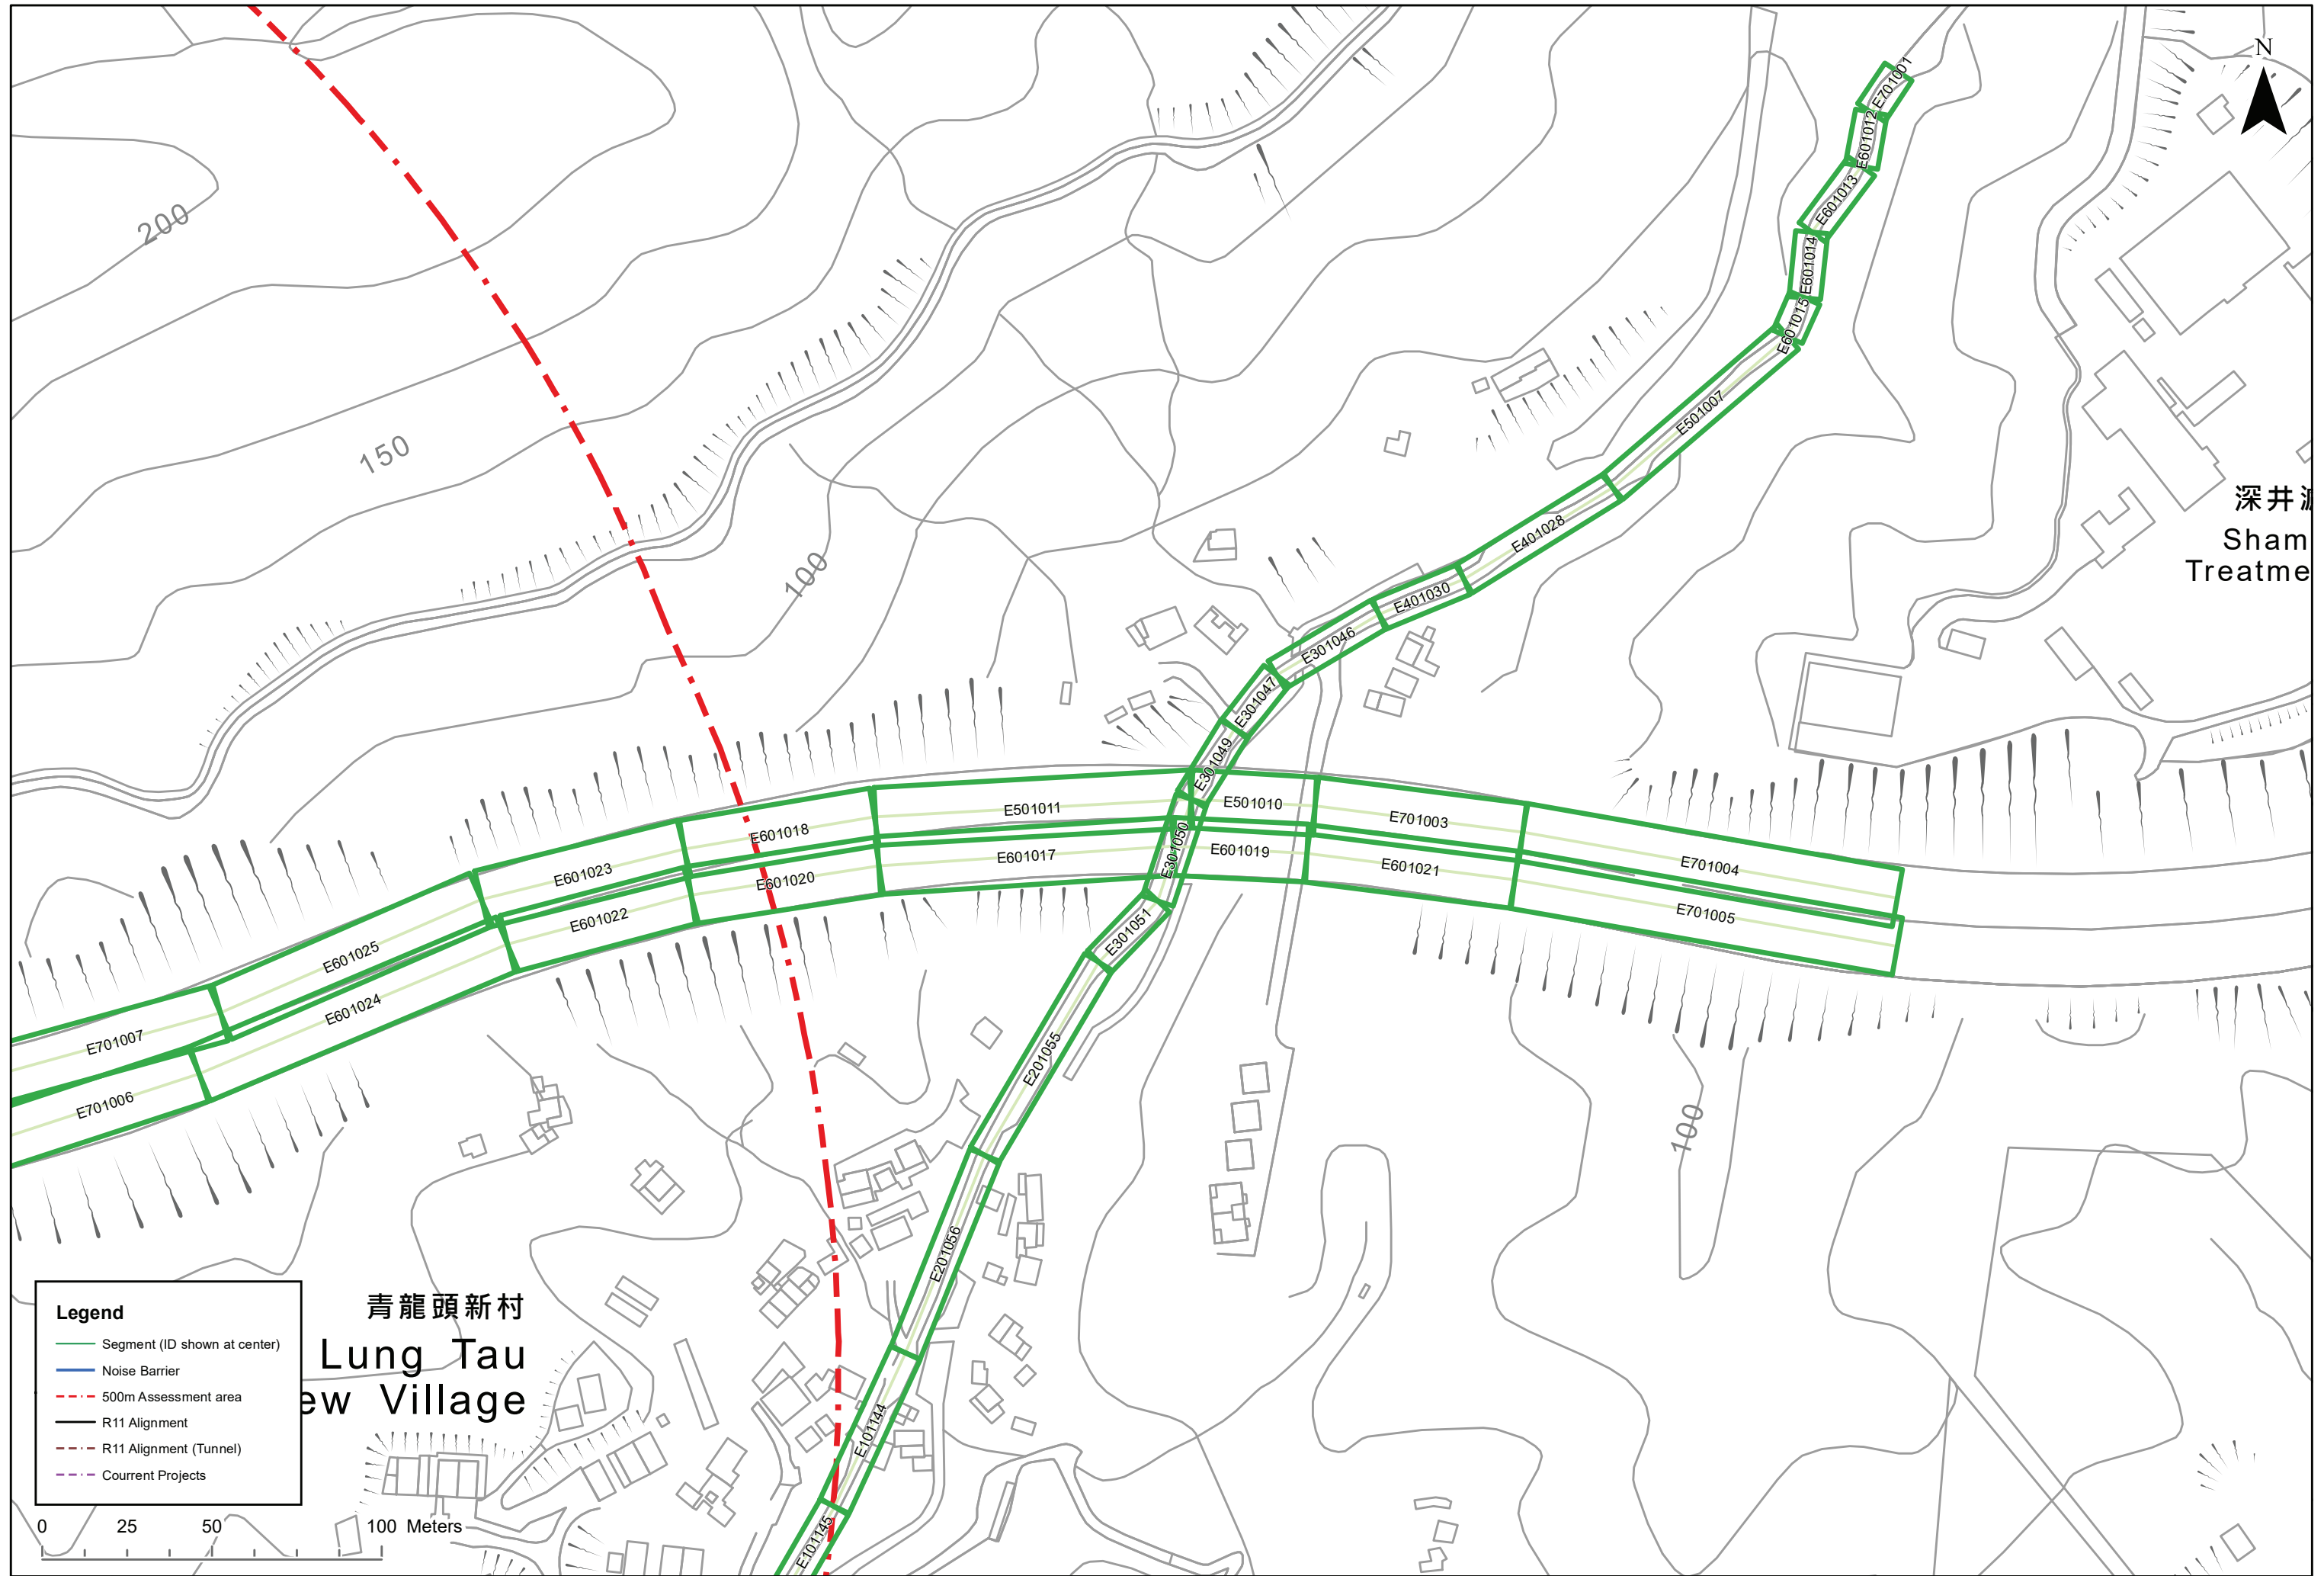 N
E701001
E601012
E601013
E601014
E601015
200
E501007
150
深井
Sham
Treatme
E401028
100
E401030
E301046
E301047
E301049
E501011
E501010
E701003
E601018
E301050
E601017
E601019
E701004
E601023
E601020
E601021
E601022
E701005
E601025
E301051
E601024
E701007
E201055
E701006
100
E201056
青龍頭新村
Lung Tau
ew Village
E101144
E101145
Legend
Segment (ID shown at center)
Noise Barrier
500m Assessment area
R11 Alignment
R11 Alignment (Tunnel)
Courrent Projects
0 25 50 100 Meters